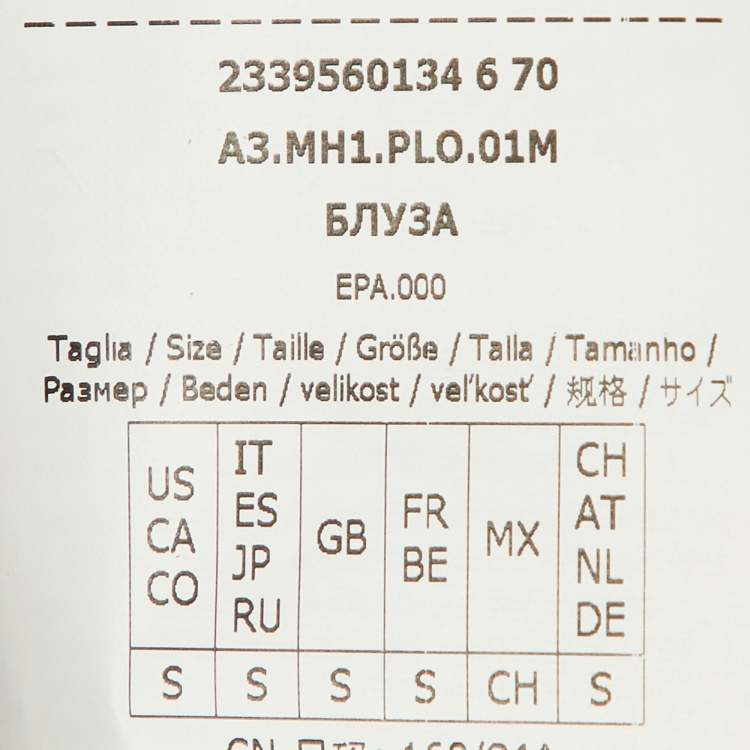 2339560134 6 70
A3.MH1.PLO.01M
БЛУЗА
EPA.000
Taglia / Size / Taille / Größe / Talla / Tamanho /
Размер / Beden / velikost / veľkosť / 规格 / サイズ
US CA CO
IT ES JP RU
GB
FR BE
MX
CH AT NL DE
S S S S CH S